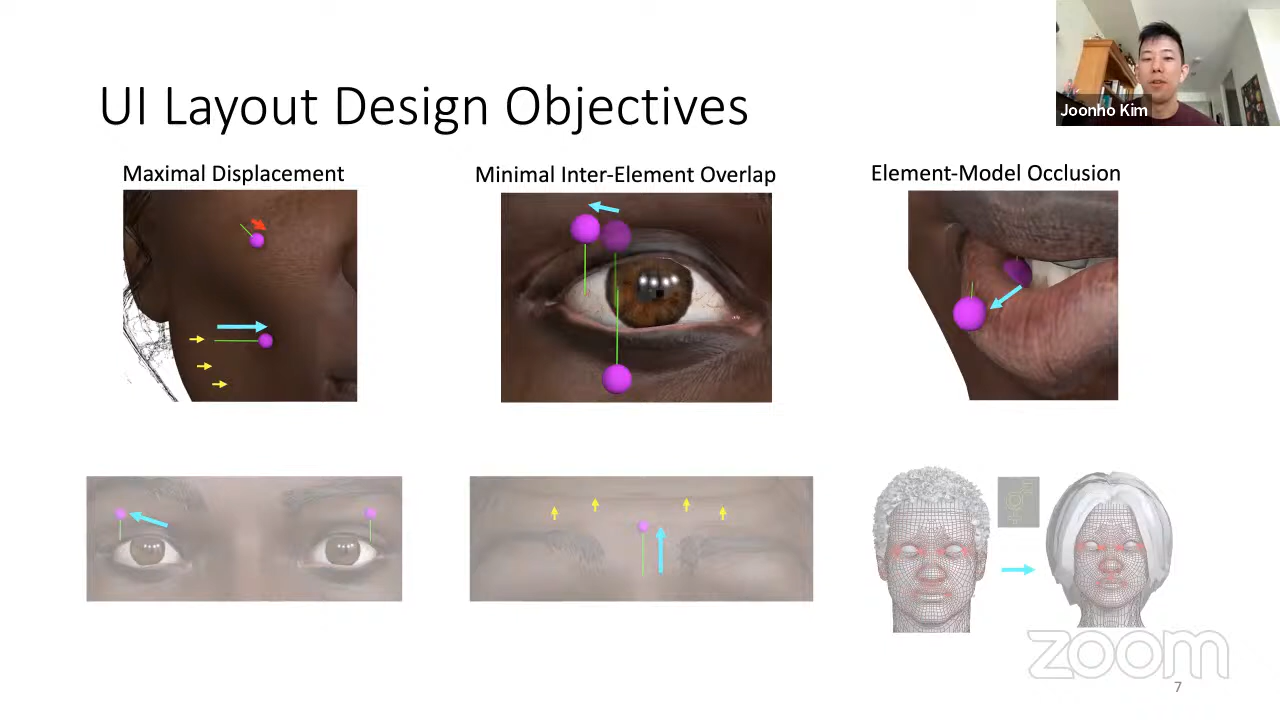 Joonho Kim
UI Layout Design Objectives
Maximal Displacement
Minimal Inter-Element Overlap
Element-Model Occlusion
zoom
7